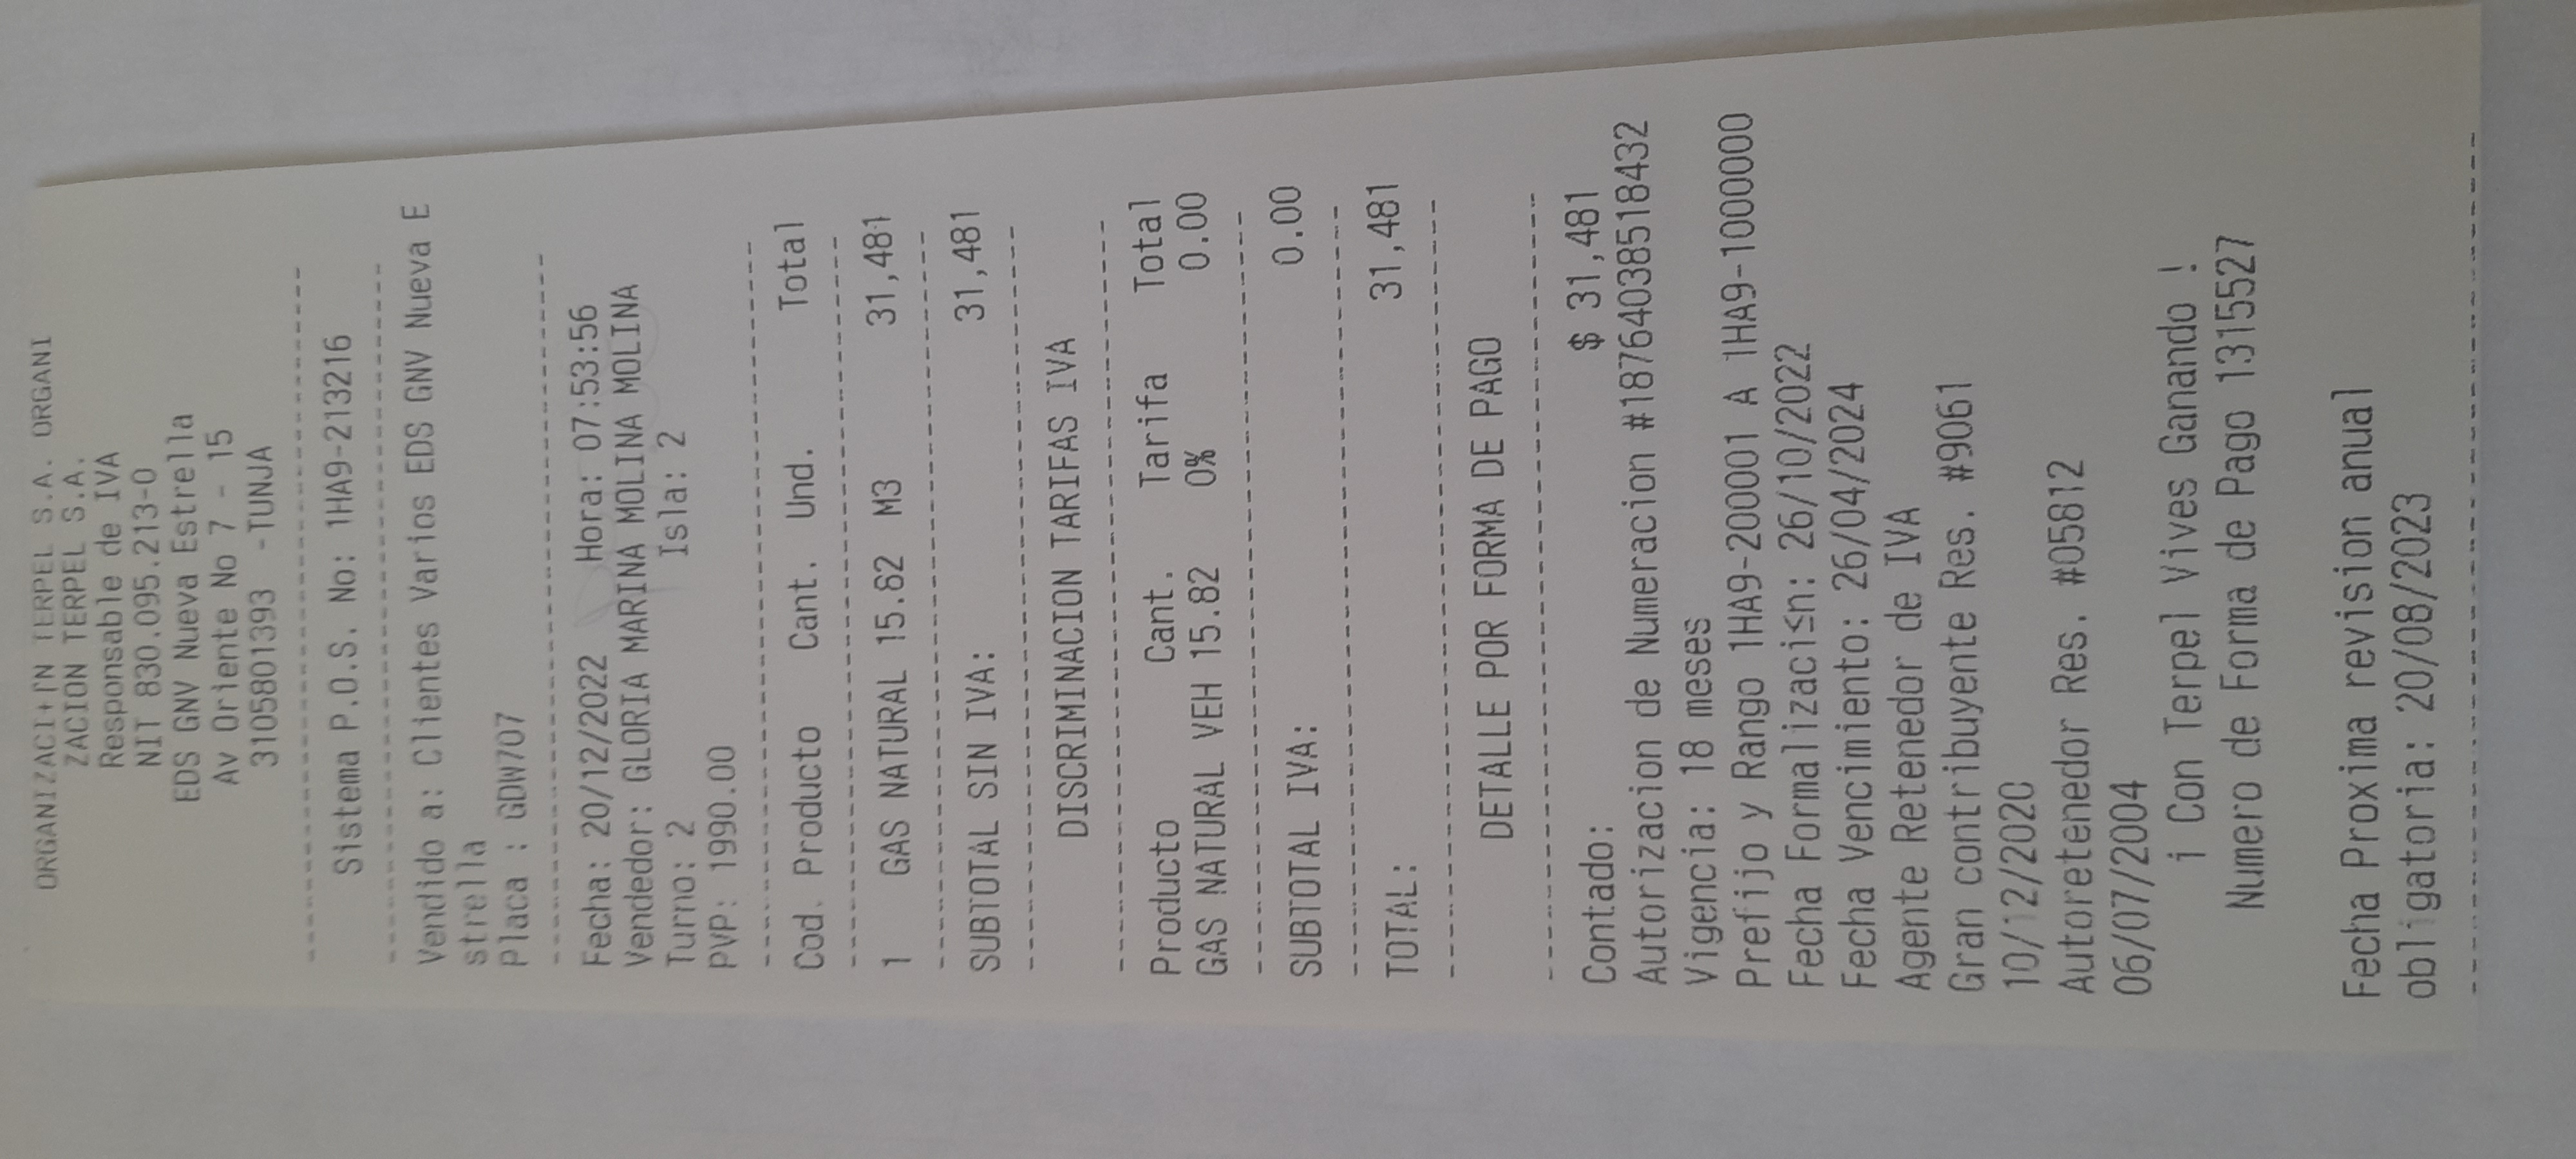 ORGANIZACI+I'N TERPEL S.A. ORGANI
ZACION TERPEL S.A.
Responsable de IVA
NIT 830.095.213-0
EDS GNV Nueva Estrella
Av Oriente No 7 - 15
3105801393 -TUNJA
Sistema P.O.S. No: 1HA9-213216
Vendido a: Clientes Varios EDS GNV Nueva E
strella
Placa : GDW707
Fecha: 20/12/2022 Hora: 07:53:56
Vendedor: GLORIA MARINA MOLINA MOLINA
Turno: 2 Isla: 2
PVP: 1990.00
Cod. Producto Cant. Und. Total
1 GAS NATURAL 15.82 M3 31,481
SUBTOTAL SIN IVA: 31,481
DISCRIMINACION TARIFAS IVA
Producto Cant. Tarifa Total
GAS NATURAL VEH 15.82 0% 0.00
SUBTOTAL IVA: 0.00
TOTAL: 31,481
DETALLE POR FORMA DE PAGO
Contado: $ 31,481
Autorizacion de Numeracion #18764038518432
Vigencia: 18 meses
Prefijo y Rango 1HA9-200001 A 1HA9-1000000
Fecha Formalizaci≤n: 26/10/2022
Fecha Vencimiento: 26/04/2024
Agente Retenedor de IVA
Gran contribuyente Res. #9061
10/12/2020
Autoretenedor Res. #05812
06/07/2004
¡ Con Terpel Vives Ganando !
Numero de Forma de Pago 1315527
Fecha Proxima revision anual
obligatoria: 20/08/2023